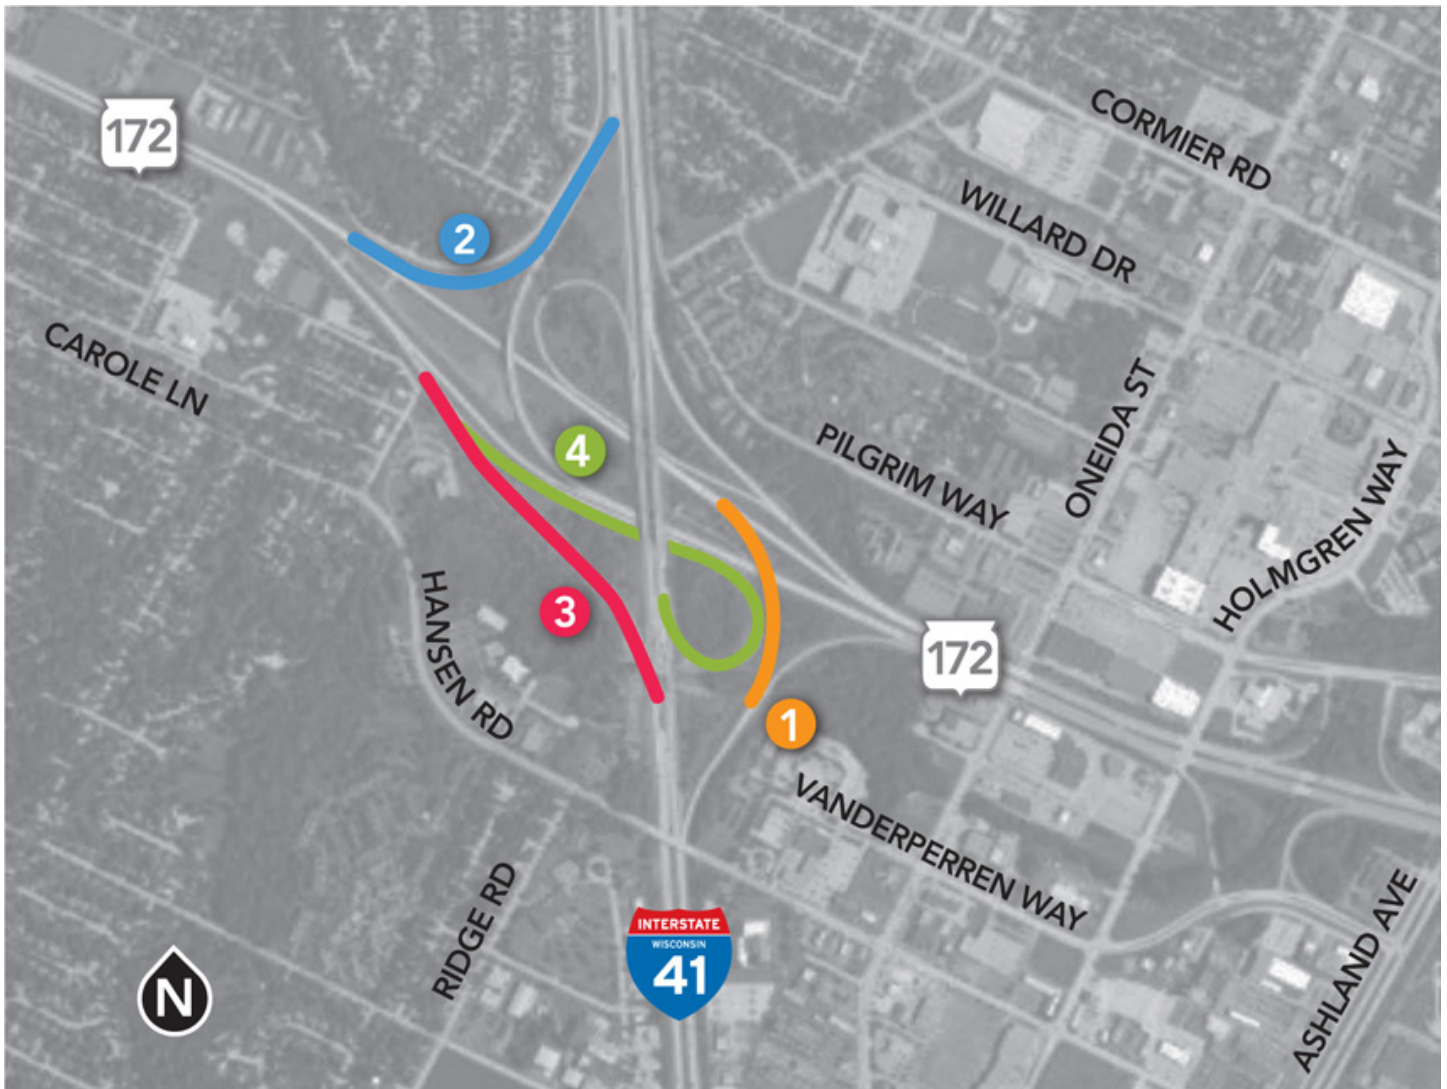 172
CORMIER RD
WILLARD DR
2
CAROLE LN
ONEIDA ST
PILGRIM WAY
4
HOLMGREN WAY
HANSEN RD
3
172
1
VANDERPERREN WAY
RIDGE RD
ASHLAND AVE
INTERSTATE
WISCONSIN
41
N